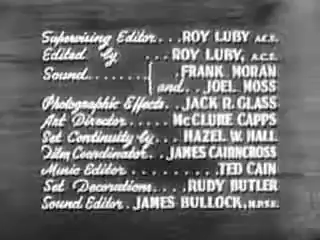 Supervising Editor...ROY LUBY A.C.E.
Edited by ...ROY LUBY, A.C.E.
Sound........FRANK MORAN
and...JOEL MOSS
Photographic Effects..JACK R. GLASS
Art Director.....McCLURE CAPPS
Set Continuity by...HAZEL W. HALL
Film Coordinator..JAMES CAIRNCROSS
Music Editor.........TED CAIN
Set Decorations....RUDY BUTLER
Sound Editor..JAMES BULLOCK, M.P.S.E.